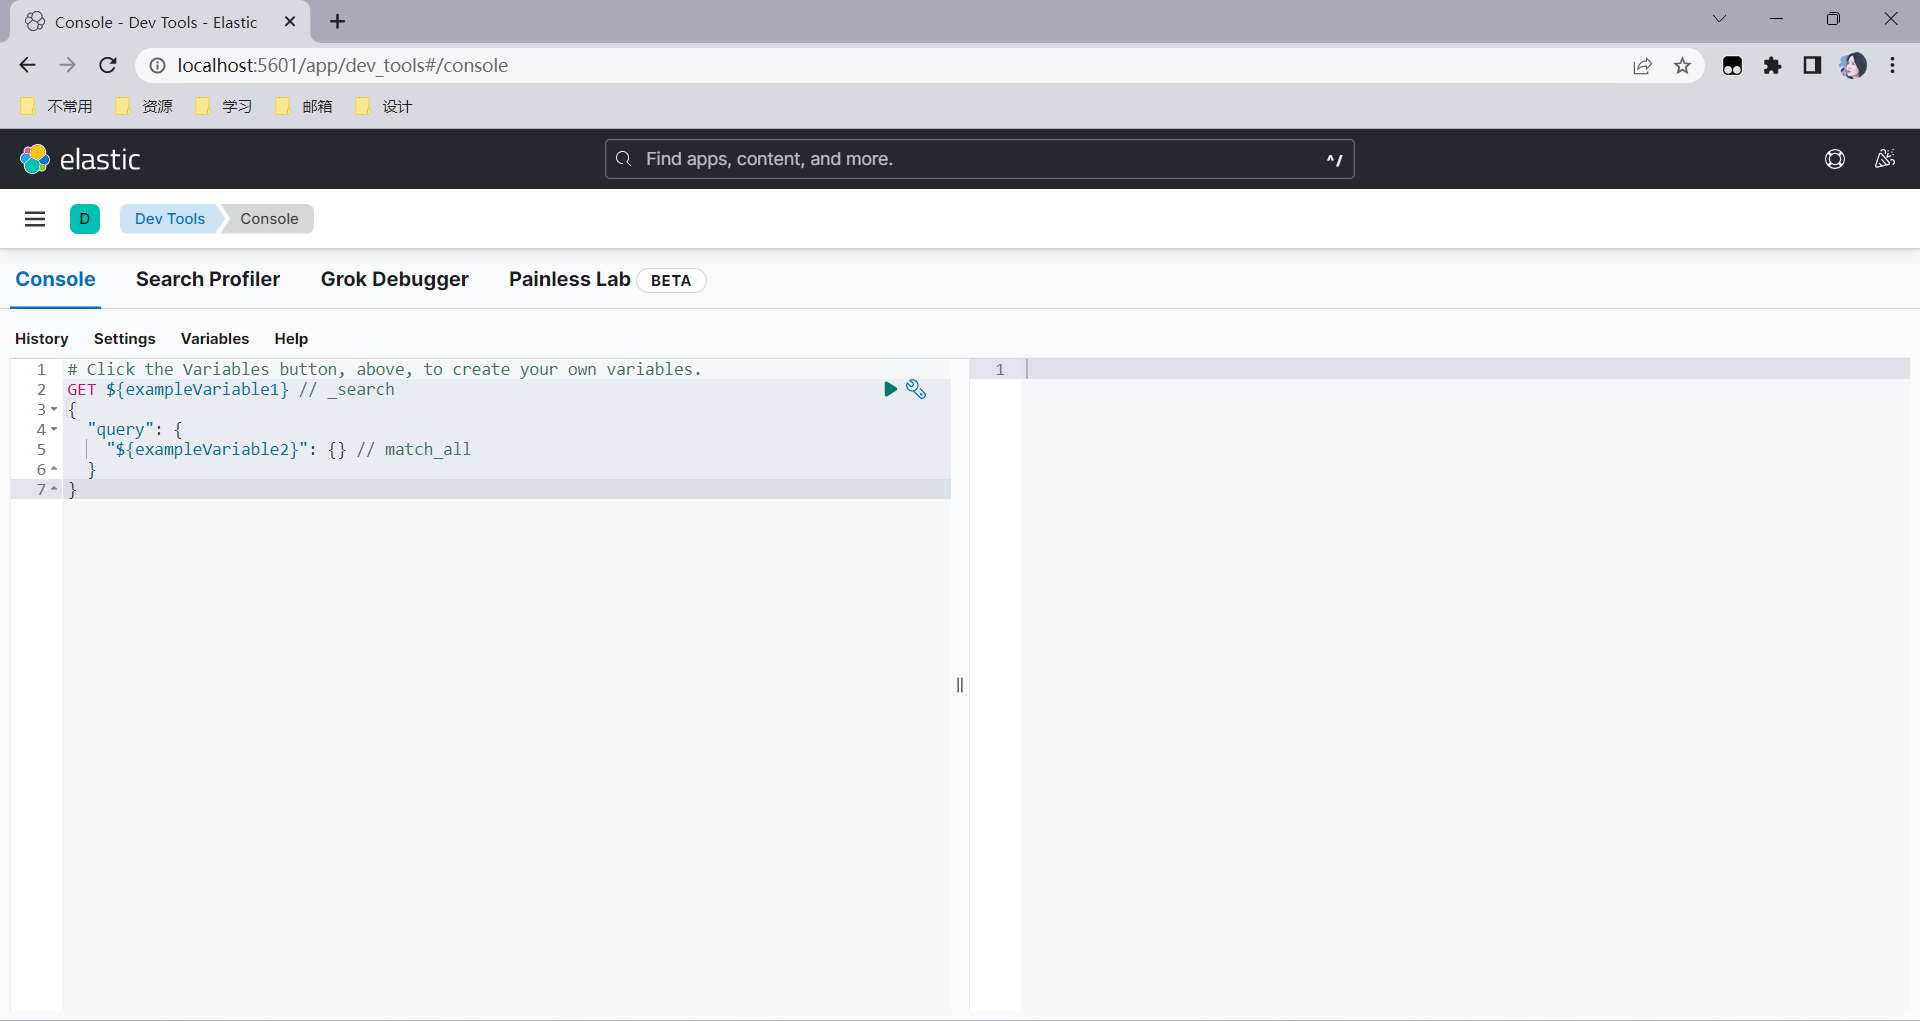 Console - Dev Tools - Elastic
localhost:5601/app/dev_tools#/console
不常用 资源 学习 邮箱 设计
elastic
Find apps, content, and more.
^/
D
Dev Tools
Console
Console
Search Profiler
Grok Debugger
Painless Lab
BETA
History
Settings
Variables
Help
1 # Click the Variables button, above, to create your own variables.
2 GET ${exampleVariable1} // _search
3 {
4 "query": {
5 "${exampleVariable2}": {} // match_all
6 }
7 }
1